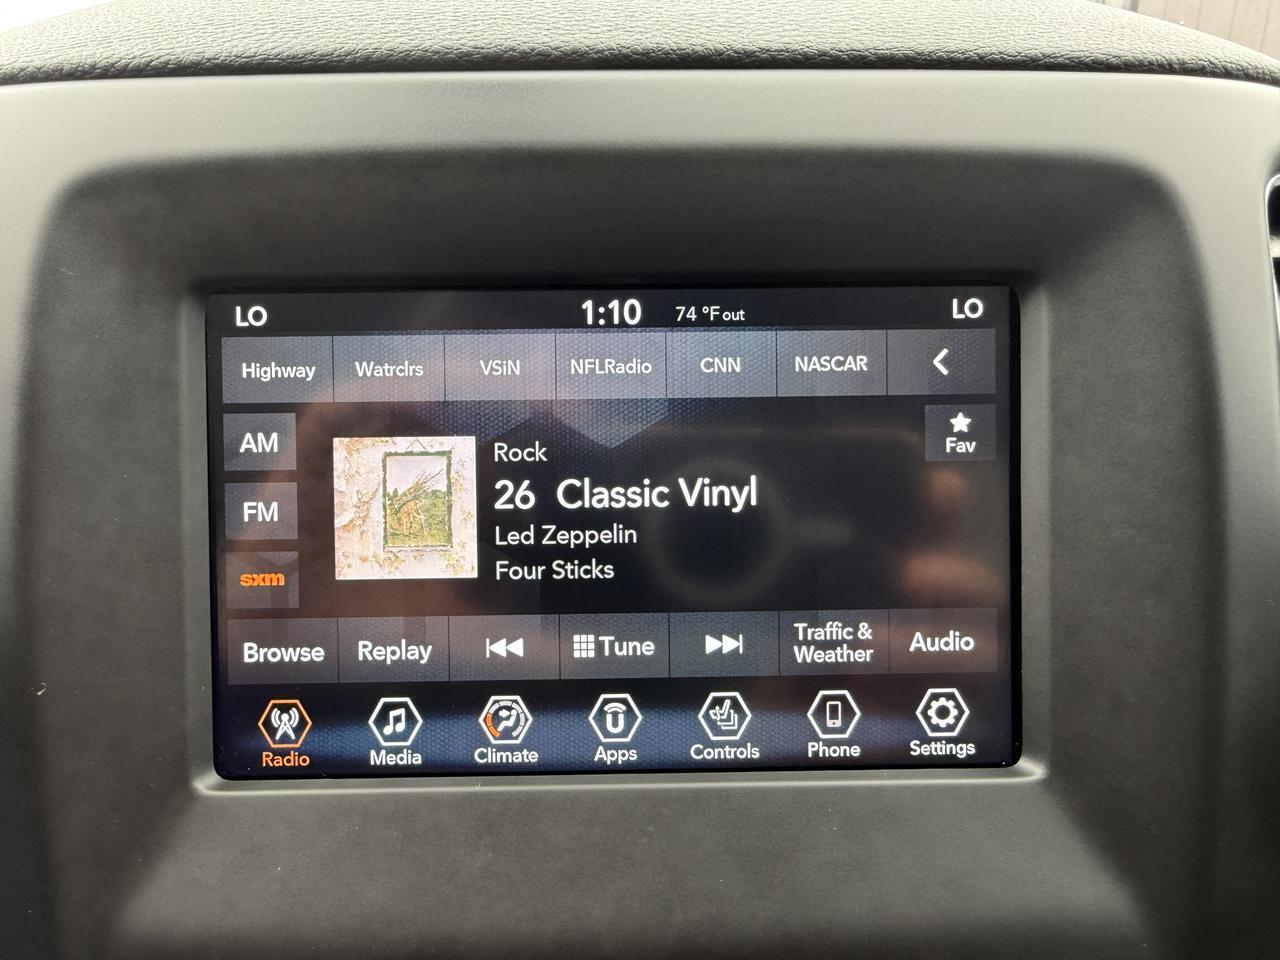 LO 1:10 74 °F out LO
Highway Watrclrs VSiN NFLRadio CNN NASCAR
AM
Fav
FM
sxm
Rock
26 Classic Vinyl
Led Zeppelin
Four Sticks
Browse Replay Tune Traffic & Weather Audio
Radio Media Climate Apps Controls Phone Settings